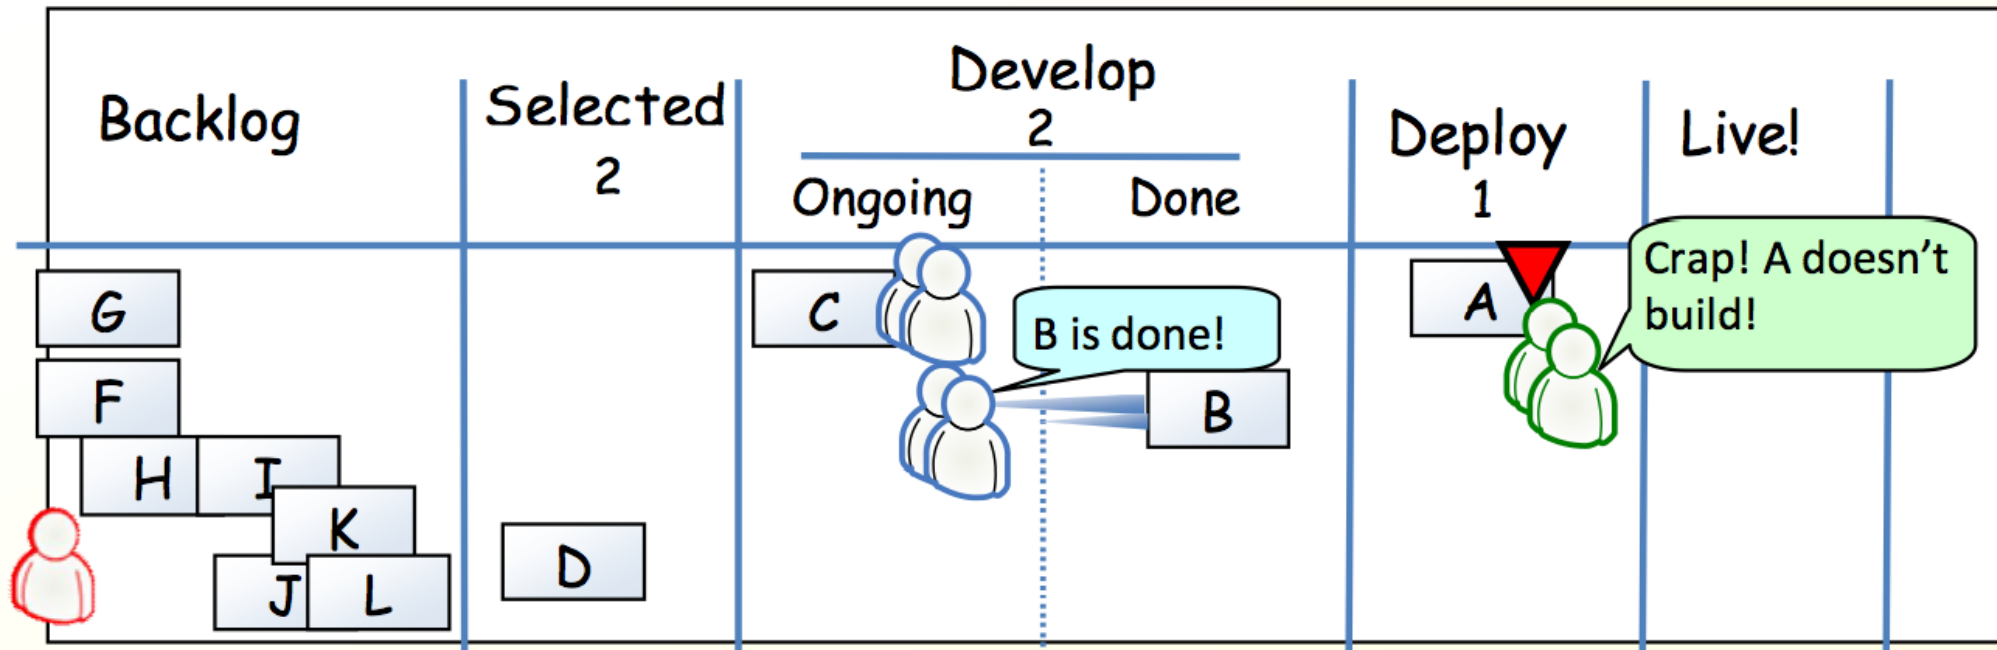 Backlog
Selected
2
Develop
2
Ongoing
Done
Deploy
1
Live!
G
F
H
I
K
J
L
D
C
B is done!
B
A
Crap! A doesn't
build!